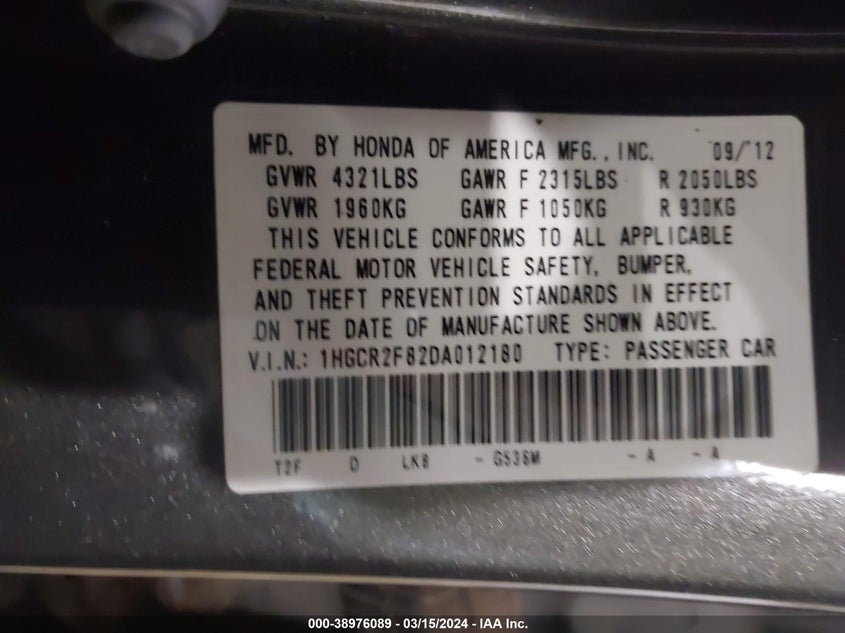 MFD. BY HONDA OF AMERICA MFG., INC. 09/12
GVWR 4321LBS GAWR F 2315LBS R 2050LBS
GVWR 1960KG GAWR F 1050KG R 930KG
THIS VEHICLE CONFORMS TO ALL APPLICABLE
FEDERAL MOTOR VEHICLE SAFETY, BUMPER,
AND THEFT PREVENTION STANDARDS IN EFFECT
ON THE DATE OF MANUFACTURE SHOWN ABOVE.
V.I.N.: 1HGCR2F82DA012180 TYPE: PASSENGER CAR
T2F D LK8 - G536M - A - A
000-38976089 - 03/15/2024 - IAA Inc.